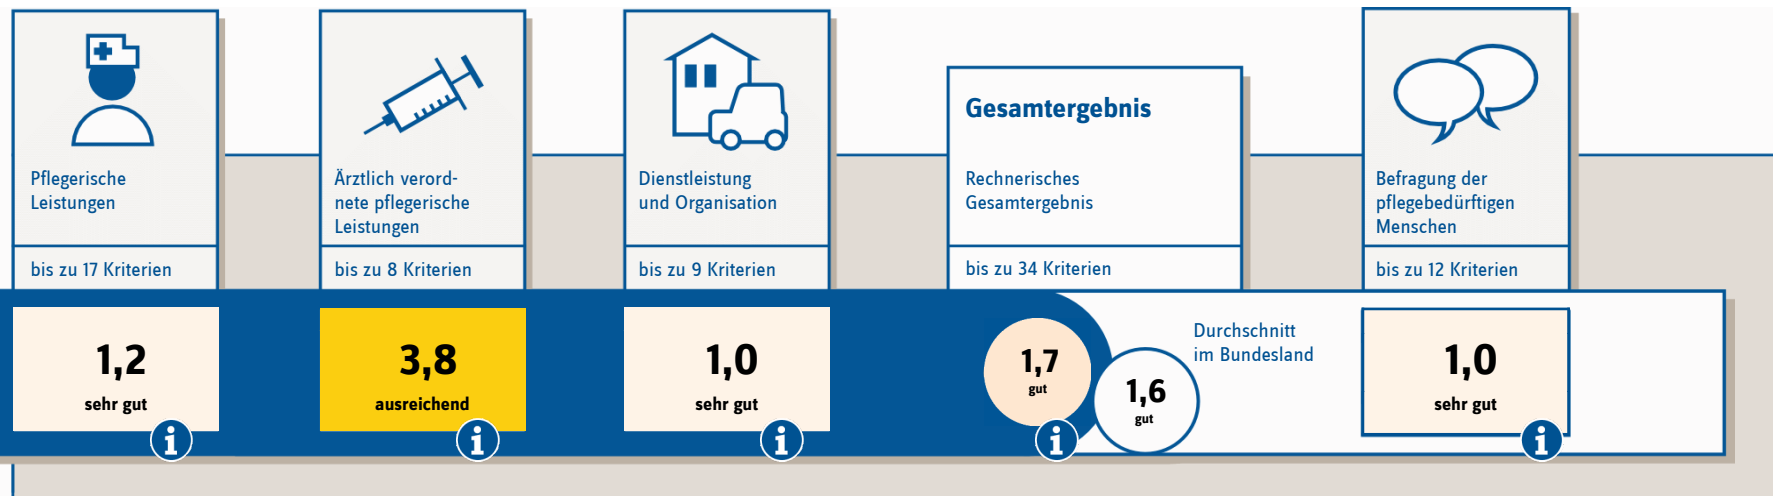 Pflegerische
Leistungen
bis zu 17 Kriterien
1,2
sehr gut
i
Ärztlich verord-
nete pflegerische
Leistungen
bis zu 8 Kriterien
3,8
ausreichend
i
Dienstleistung
und Organisation
bis zu 9 Kriterien
1,0
sehr gut
i
Gesamtergebnis
Rechnerisches
Gesamtergebnis
bis zu 34 Kriterien
1,7
gut
i
1,6
gut
Durchschnitt
im Bundesland
Befragung der
pflegebedürftigen
Menschen
bis zu 12 Kriterien
1,0
sehr gut
i